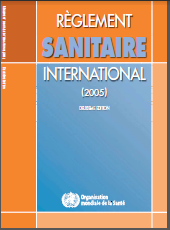 RÈGLEMENT
SANITAIRE
INTERNATIONAL
(2005)
DEUXIÈME ÉDITION
Organisation
mondiale de la Santé